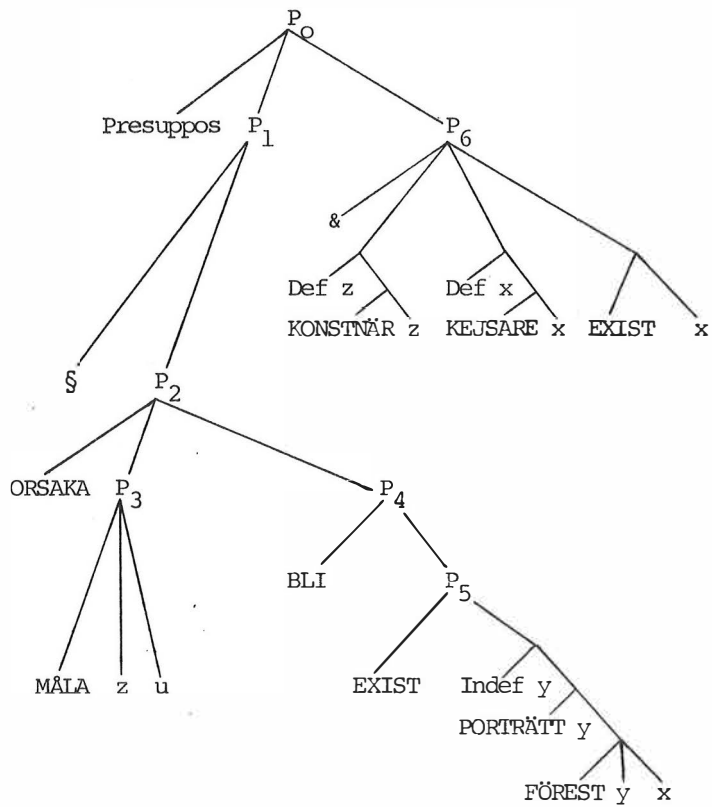 P0
Presuppos P1 P6
&
Def z Def x
KONSTNÄR z KEJSARE x EXIST x
§ P2
ORSAKA P3 P4
BLI P5
MÅLA z u EXIST Indef y
PORTRÄTT y
FÖREST y x